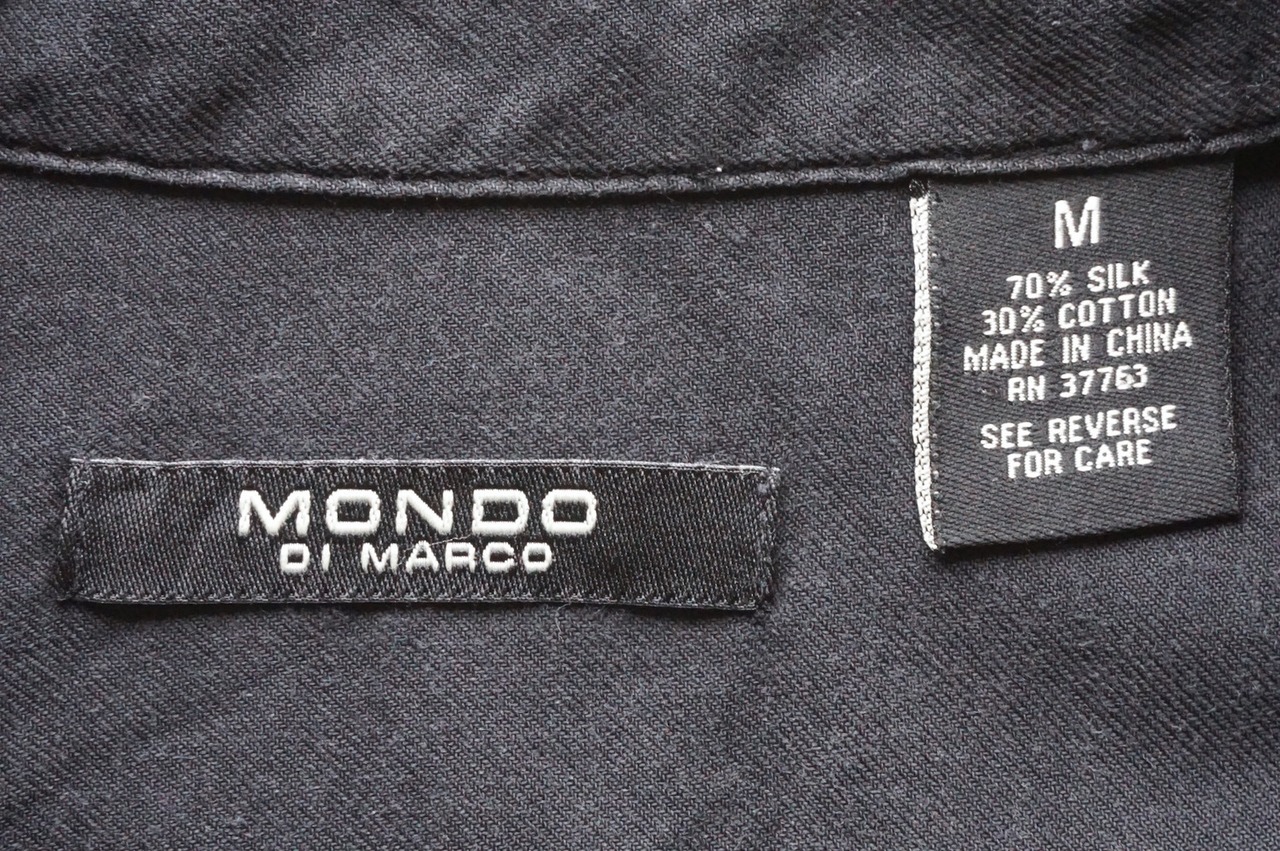 MONDO
DI MARCO
M
70% SILK
30% COTTON
MADE IN CHINA
RN 37763
SEE REVERSE
FOR CARE